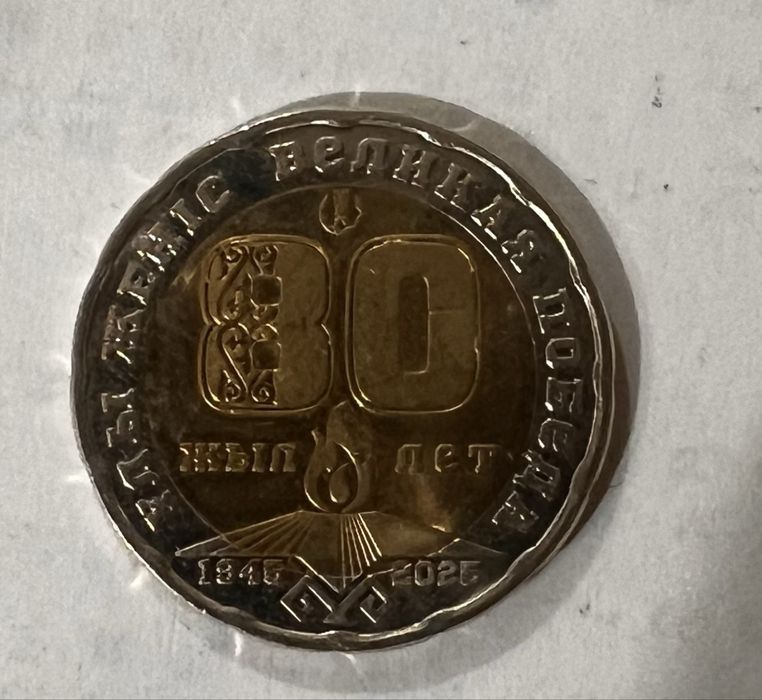 ҰЛЫ ЖЕҢІС ВЕЛИКАЯ ПОБЕДА
80
ЖЫЛ ЛЕТ
1945 2025